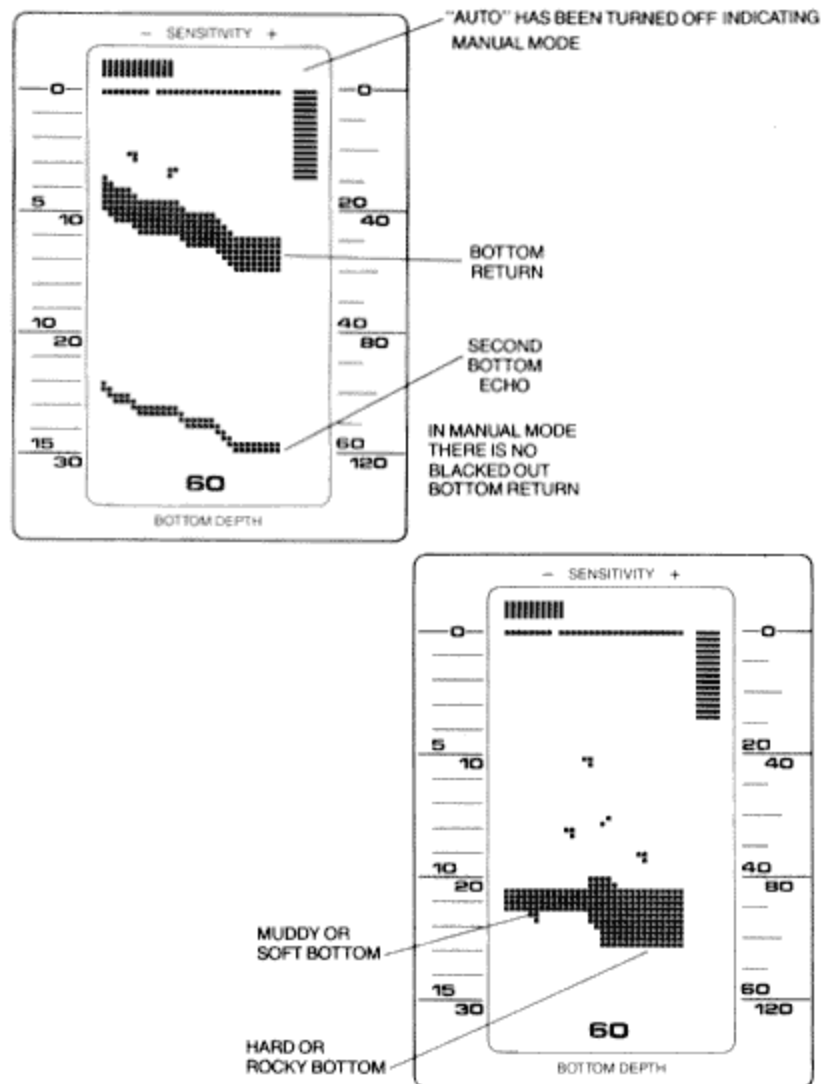 "AUTO" HAS BEEN TURNED OFF INDICATING
MANUAL MODE
- SENSITIVITY +
0 0
5 20
10 40
BOTTOM
RETURN
10 40
20 80
SECOND
BOTTOM
ECHO
15 60
30 120
IN MANUAL MODE
THERE IS NO
BLACKED OUT
BOTTOM RETURN
60
BOTTOM DEPTH
- SENSITIVITY +
0 0
5 20
10 40
10 40
20 80
MUDDY OR
SOFT BOTTOM
15 60
30 120
60
HARD OR
ROCKY BOTTOM
BOTTOM DEPTH